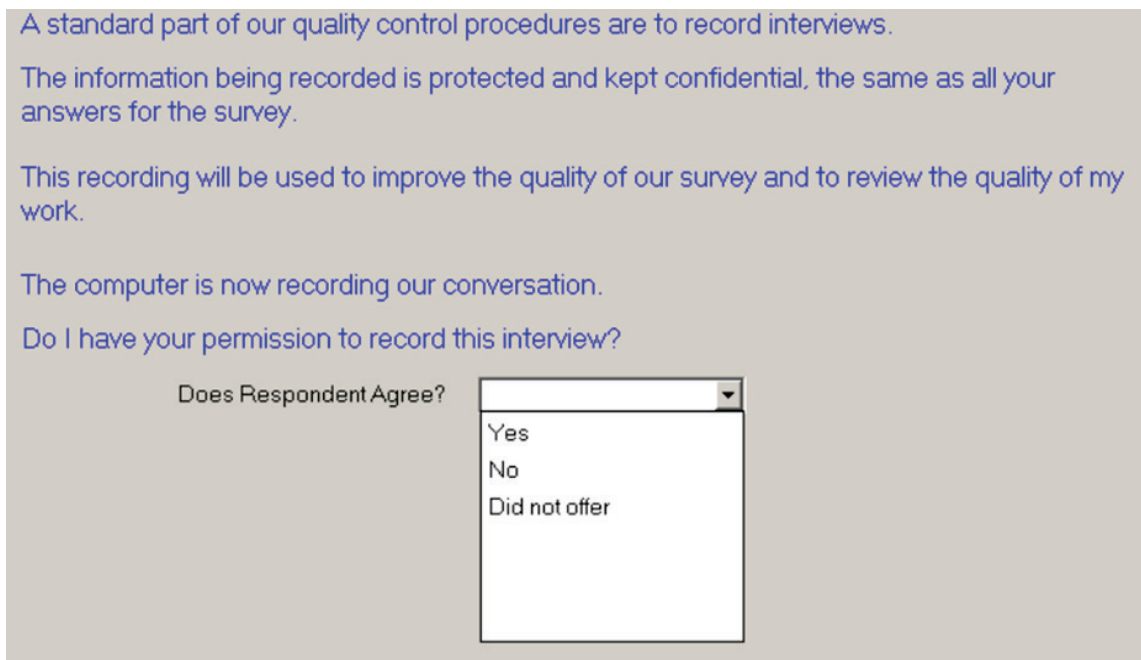 A standard part of our quality control procedures are to record interviews.
The information being recorded is protected and kept confidential, the same as all your
answers for the survey.
This recording will be used to improve the quality of our survey and to review the quality of my
work.
The computer is now recording our conversation.
Do I have your permission to record this interview?
Does Respondent Agree?
Yes
No
Did not offer